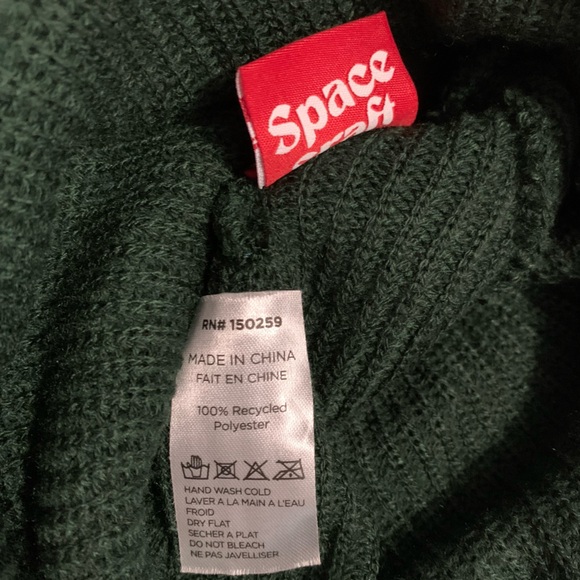 Space
Craft
RN# 150259
MADE IN CHINA
FAIT EN CHINE
100% Recycled
Polyester
HAND WASH COLD
LAVER A LA MAIN A L'EAU
FROID
DRY FLAT
SECHER A PLAT
DO NOT BLEACH
NE PAS JAVELLISER